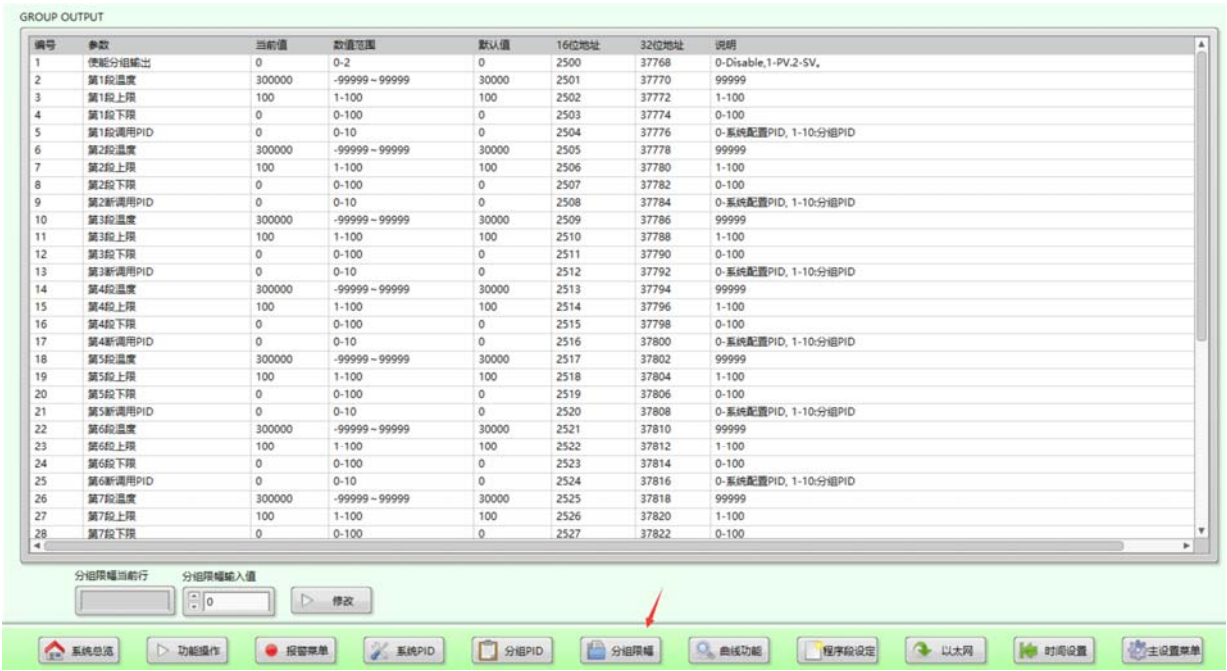 GROUP OUTPUT
编号 参数 当前值 数值范围 默认值 16位地址 32位地址 说明
1 使能分组输出 0 0-2 0 2500 37768 0-Disable,1-PV.2-SV。
2 第1段温度 300000 -99999~99999 30000 2501 37770 99999
3 第1段上限 100 1-100 100 2502 37772 1-100
4 第1段下限 0 0-100 0 2503 37774 0-100
5 第1段调用PID 0 0-10 0 2504 37776 0-系统配置PID, 1-10:分组PID
6 第2段温度 300000 -99999~99999 30000 2505 37778 99999
7 第2段上限 100 1-100 100 2506 37780 1-100
8 第2段下限 0 0-100 0 2507 37782 0-100
9 第2断调用PID 0 0-10 0 2508 37784 0-系统配置PID, 1-10:分组PID
10 第3段温度 300000 -99999~99999 30000 2509 37786 99999
11 第3段上限 100 1-100 100 2510 37788 1-100
12 第3段下限 0 0-100 0 2511 37790 0-100
13 第3断调用PID 0 0-10 0 2512 37792 0-系统配置PID, 1-10:分组PID
14 第4段温度 300000 -99999~99999 30000 2513 37794 99999
15 第4段上限 100 1-100 100 2514 37796 1-100
16 第4段下限 0 0-100 0 2515 37798 0-100
17 第4断调用PID 0 0-10 0 2516 37800 0-系统配置PID, 1-10:分组PID
18 第5段温度 300000 -99999~99999 30000 2517 37802 99999
19 第5段上限 100 1-100 100 2518 37804 1-100
20 第5段下限 0 0-100 0 2519 37806 0-100
21 第5断调用PID 0 0-10 0 2520 37808 0-系统配置PID, 1-10:分组PID
22 第6段温度 300000 -99999~99999 30000 2521 37810 99999
23 第6段上限 100 1-100 100 2522 37812 1-100
24 第6段下限 0 0-100 0 2523 37814 0-100
25 第6断调用PID 0 0-10 0 2524 37816 0-系统配置PID, 1-10:分组PID
26 第7段温度 300000 -99999~99999 30000 2525 37818 99999
27 第7段上限 100 1-100 100 2526 37820 1-100
28 第7段下限 0 0-100 0 2527 37822 0-100
分组限幅当前行 分组限幅输入值
0 修改
系统总览 功能操作 报警菜单 系统PID 分组PID 分组限幅 曲线功能 程序段设定 以太网 时间设置 主设置菜单